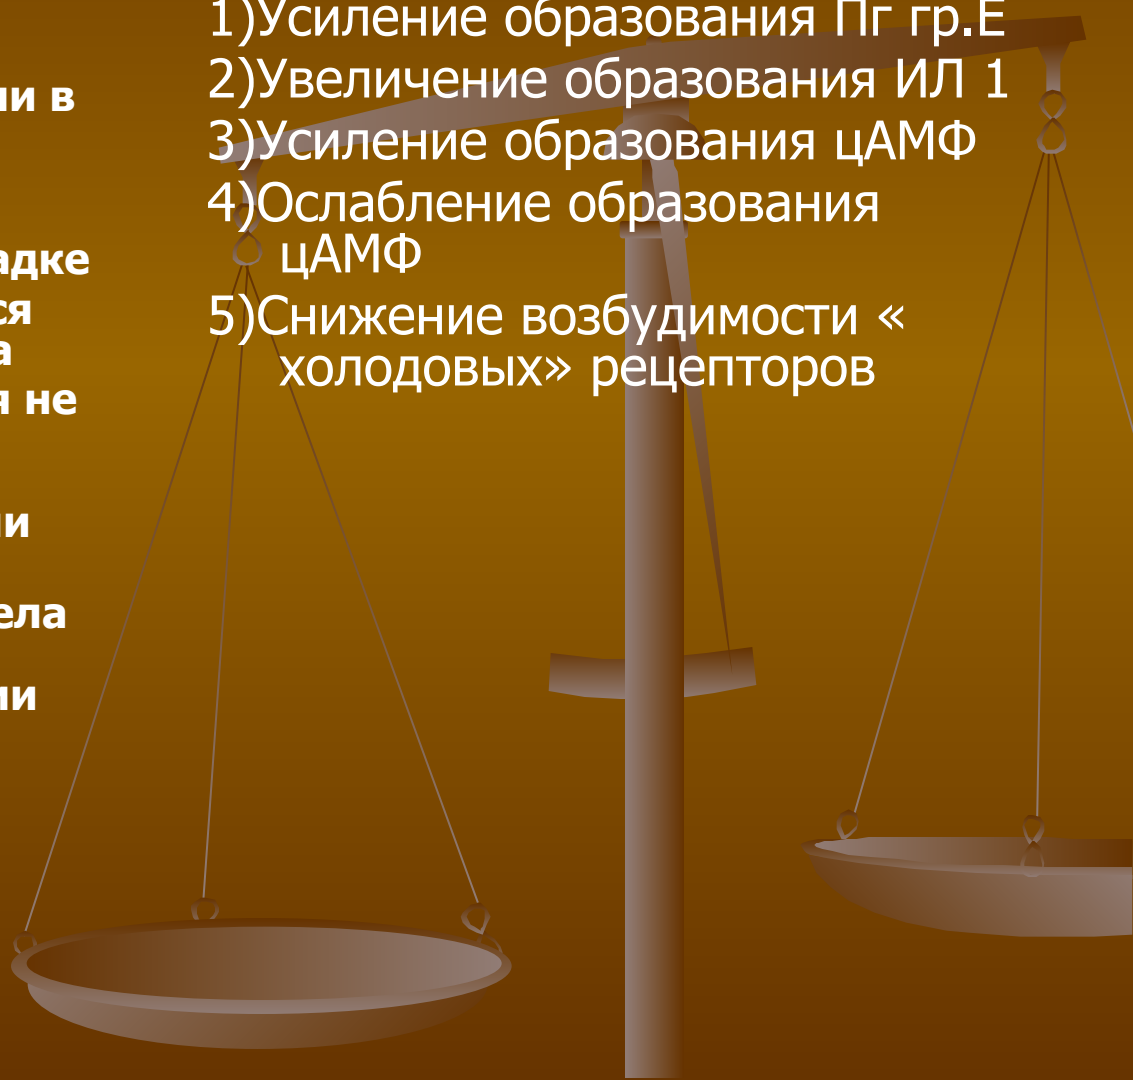 1)Усиление образования Пг гр.Е
2)Увеличение образования ИЛ 1
3)Усиление образования цАМФ
4)Ослабление образования
цАМФ
5)Снижение возбудимости «
холодовых» рецепторов
в
не